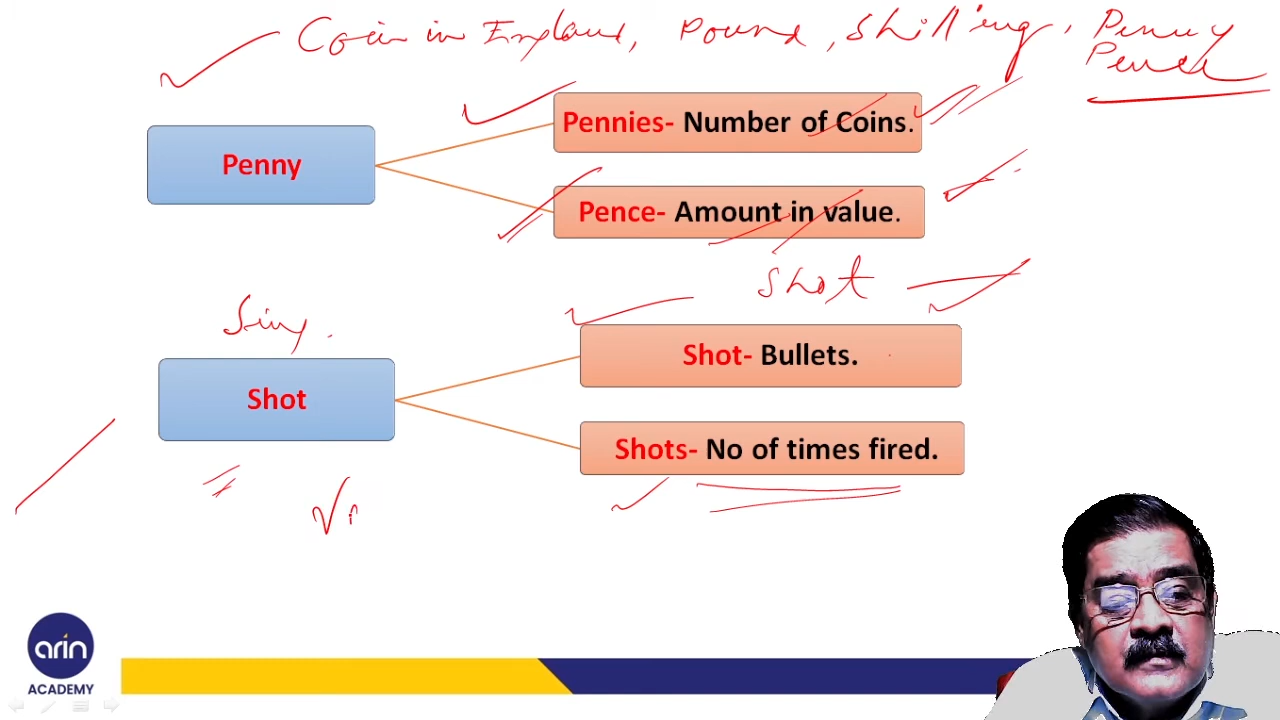 Coin in England, Pound, Shilling, Penny
Pence
Pennies- Number of Coins.
Penny
Pence- Amount in value.
Shot
Sing.
Shot- Bullets.
Shot
Shots- No of times fired.
arin
ACADEMY